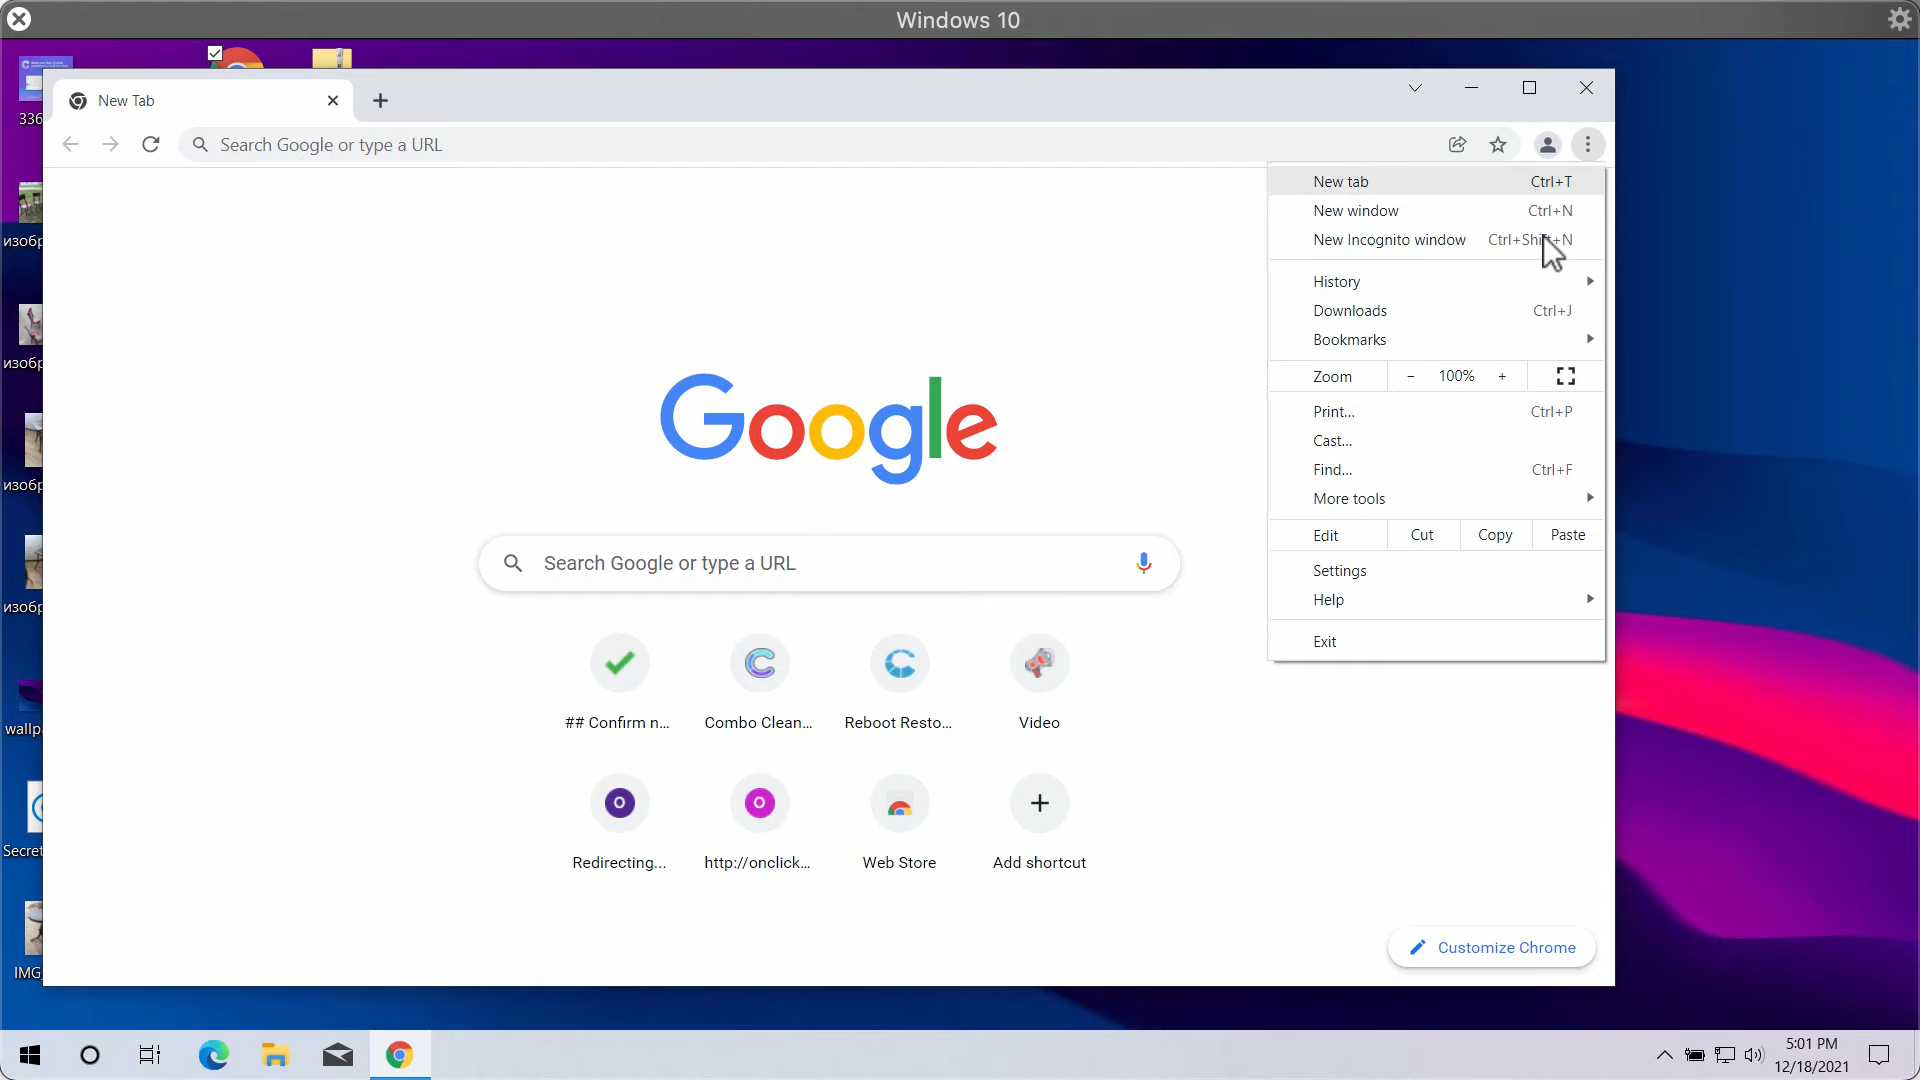 Windows 10
336
изобр
изобр
изобр
изобр
wallpa
Secret
IMG_
New Tab
Search Google or type a URL
New tab Ctrl+T
New window Ctrl+N
New Incognito window Ctrl+Shift+N
History
Downloads Ctrl+J
Bookmarks
Zoom - 100% +
Print... Ctrl+P
Cast...
Find... Ctrl+F
More tools
Edit Cut Copy Paste
Settings
Help
Exit
Google
Search Google or type a URL
## Confirm n... Combo Clean... Reboot Resto... Video
O O
Redirecting... http://onclick... Web Store Add shortcut
Customize Chrome
5:01 PM
12/18/2021